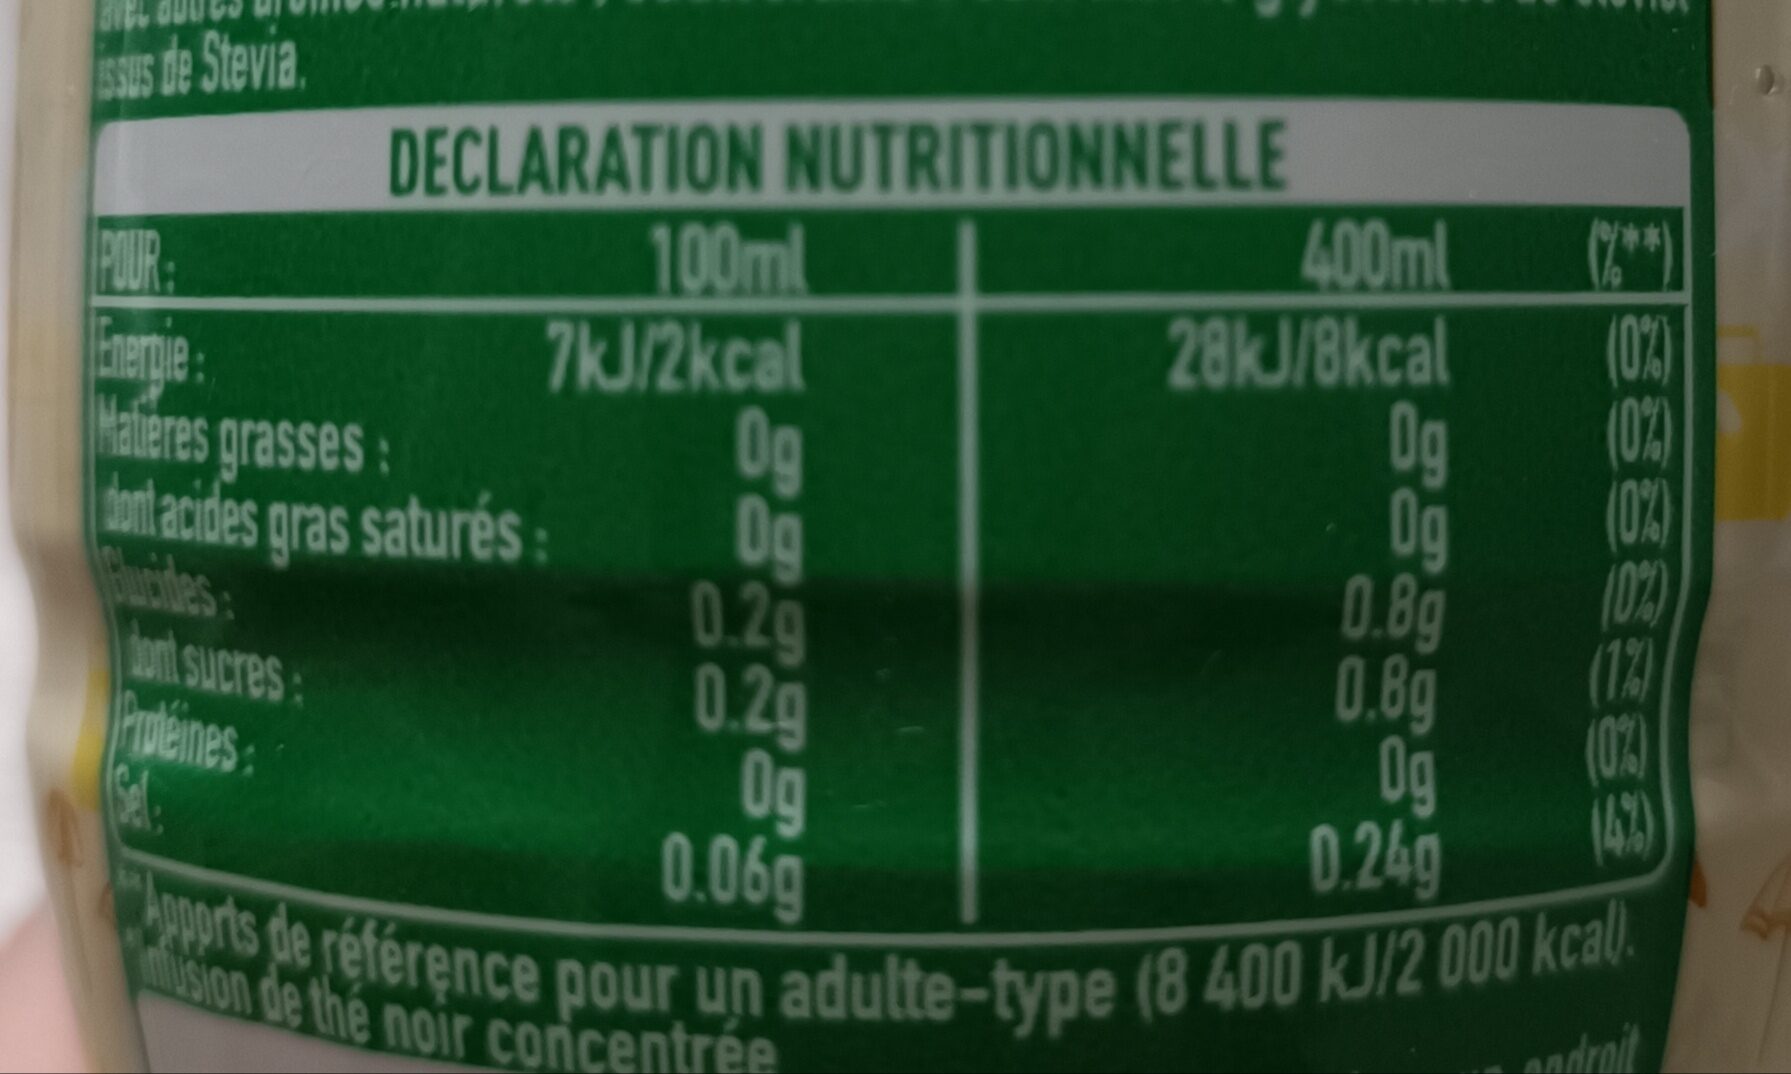 issus de Stevia.
DECLARATION NUTRITIONNELLE
POUR: 100ml 400ml (%**)
Energie: 7kJ/2kcal 28kJ/8kcal (0%)
Matières grasses : 0g 0g (0%)
dont acides gras saturés : 0g 0g (0%)
Glucides: 0.2g 0.8g (0%)
dont sucres : 0.2g 0.8g (1%)
Protéines: 0g 0g (0%)
Sel: 0.06g 0.24g (4%)
**Apports de référence pour un adulte-type (8 400 kJ/2 000 kcal).
infusion de thé noir concentrée
endroit